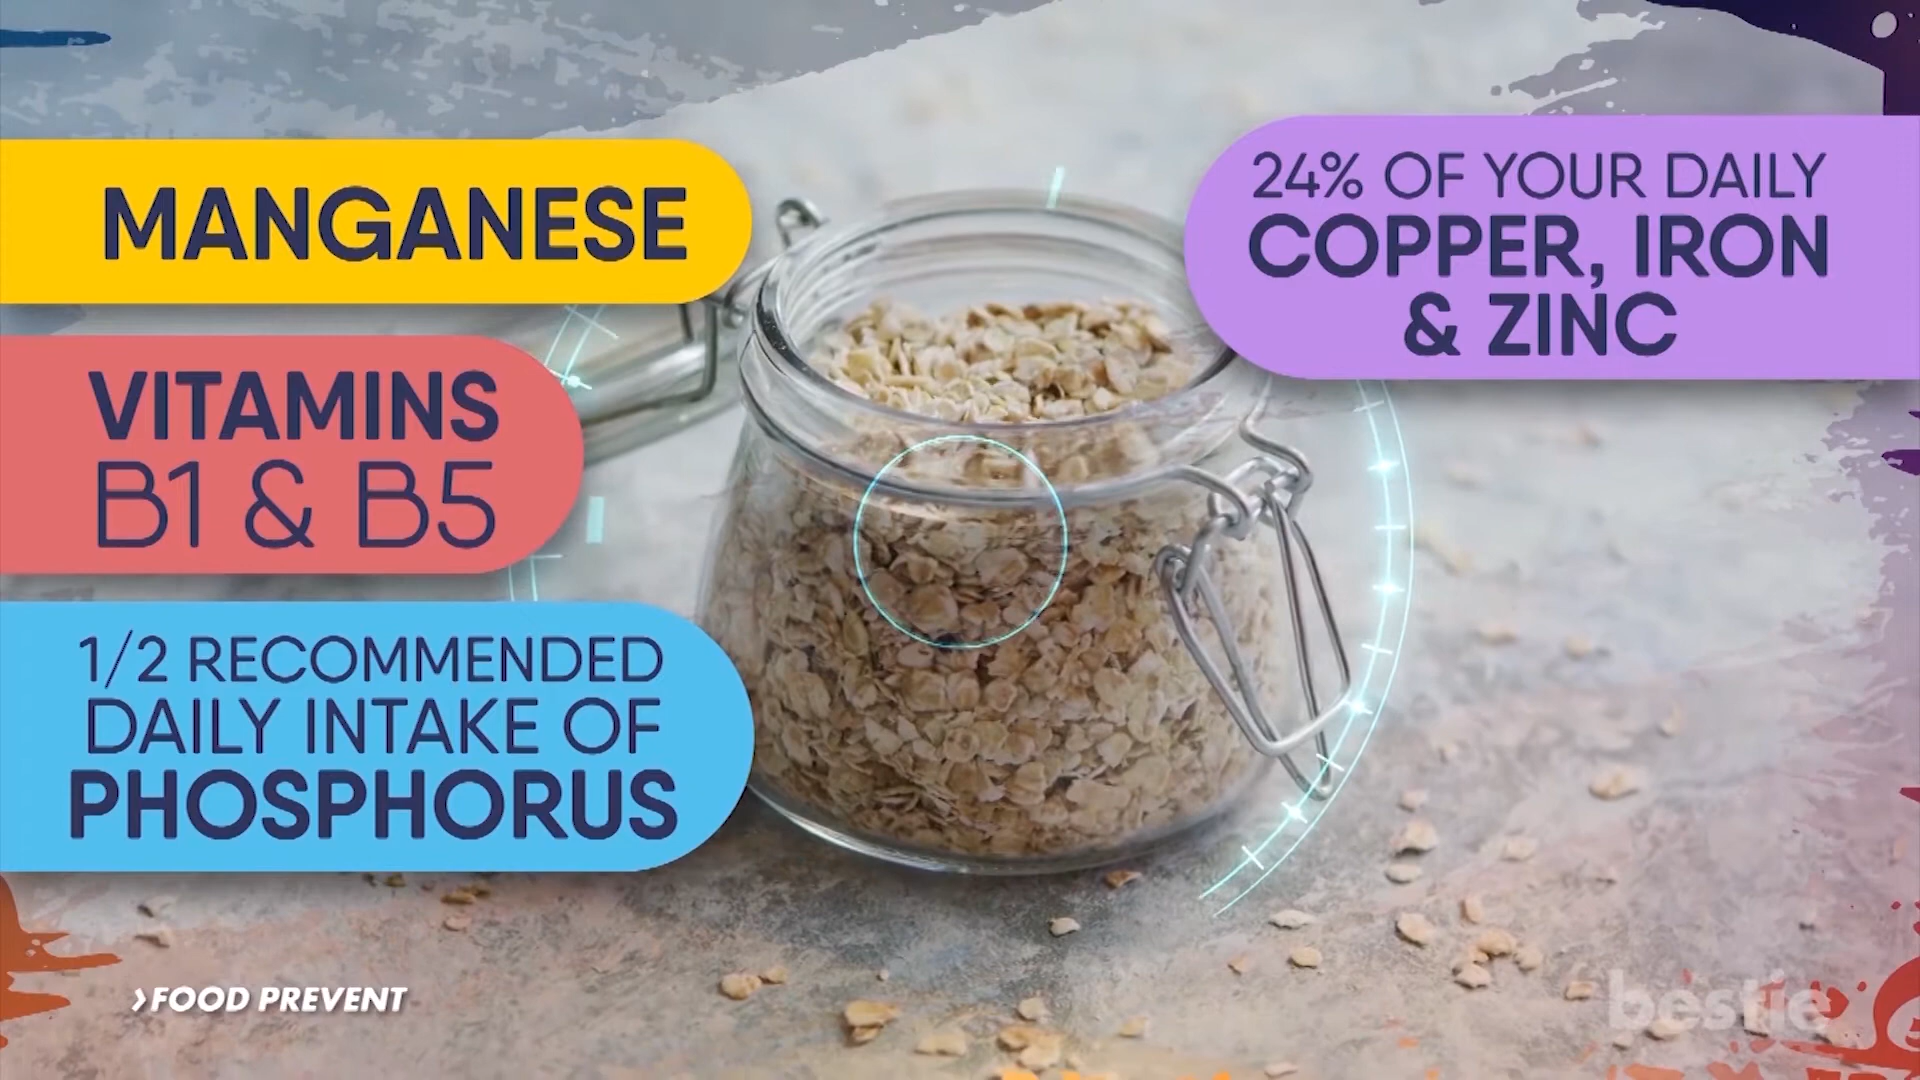 MANGANESE
VITAMINS
B1 & B5
1/2 RECOMMENDED
DAILY INTAKE OF
PHOSPHORUS
24% OF YOUR DAILY
COPPER, IRON
& ZINC
›FOOD PREVENT
bestie